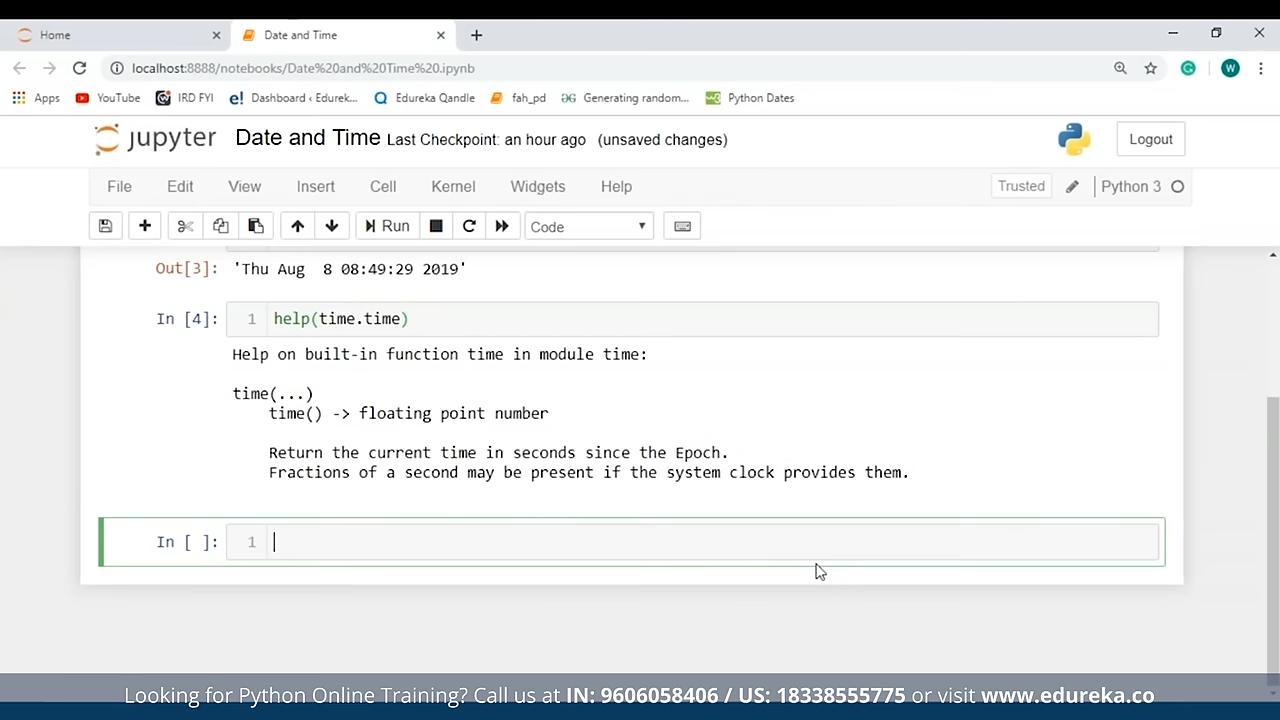 Home
Date and Time
localhost:8888/notebooks/Date%20and%20Time%20.ipynb
W
Apps
YouTube
IRD FYI
Dashboard ‹ Edurek...
Edureka Qandle
fah_pd
Generating random...
Python Dates
jupyter Date and Time Last Checkpoint: an hour ago (unsaved changes)
Logout
File Edit View Insert Cell Kernel Widgets Help
Trusted
Python 3
Run
Code
Out[3]: 'Thu Aug  8 08:49:29 2019'
In [4]: 1 help(time.time)
Help on built-in function time in module time:
time(...)
time() -> floating point number
Return the current time in seconds since the Epoch.
Fractions of a second may be present if the system clock provides them.
In [ ]: 1
Looking for Python Online Training? Call us at IN: 9606058406 / US: 18338555775 or visit www.edureka.co